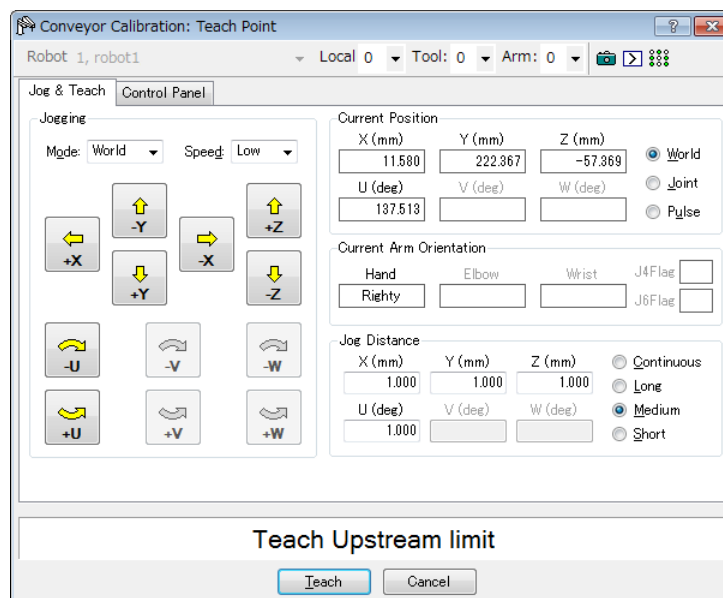 Conveyor Calibration: Teach Point
Robot 1, robot1 Local 0 Tool: 0 Arm: 0
Jog & Teach Control Panel
Jogging
Mode: World Speed: Low
-Y +Z
+X -X
+Y -Z
-U -V -W
+U +V +W
Current Position
X (mm) Y (mm) Z (mm)
11.580 222.367 -57.369
U (deg) V (deg) W (deg)
137.513
World
Joint
Pulse
Current Arm Orientation
Hand Elbow Wrist J4Flag
Righty J6Flag
Jog Distance
X (mm) Y (mm) Z (mm)
1.000 1.000 1.000
U (deg) V (deg) W (deg)
1.000
Continuous
Long
Medium
Short
Teach Upstream limit
Teach Cancel